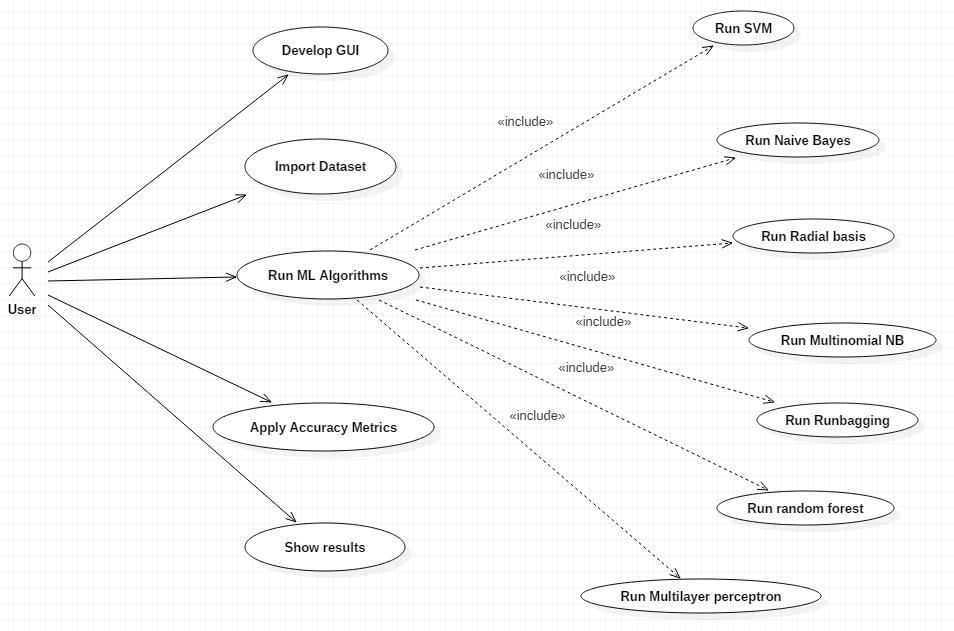 Run SVM
Develop GUI
«include»
Run Naive Bayes
Import Dataset
«include»
«include»
Run Radial basis
Run ML Algorithms
«include»
User
«include»
Run Multinomial NB
«include»
«include»
Run Runbagging
Apply Accuracy Metrics
Run random forest
Show results
Run Multilayer perceptron